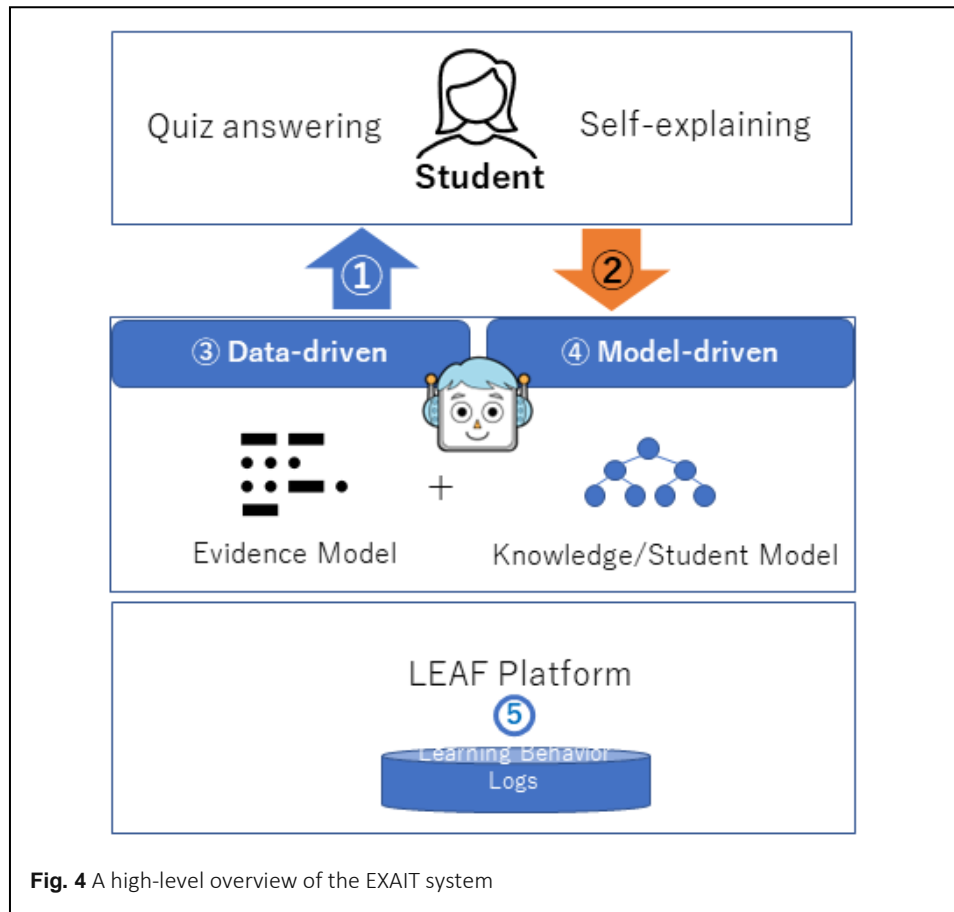 Quiz answering
Self-explaining
Student
①
②
③ Data-driven
④ Model-driven
+
Evidence Model
Knowledge/Student Model
LEAF Platform
⑤
Learning Behavior
Logs
Fig. 4 A high-level overview of the EXAIT system